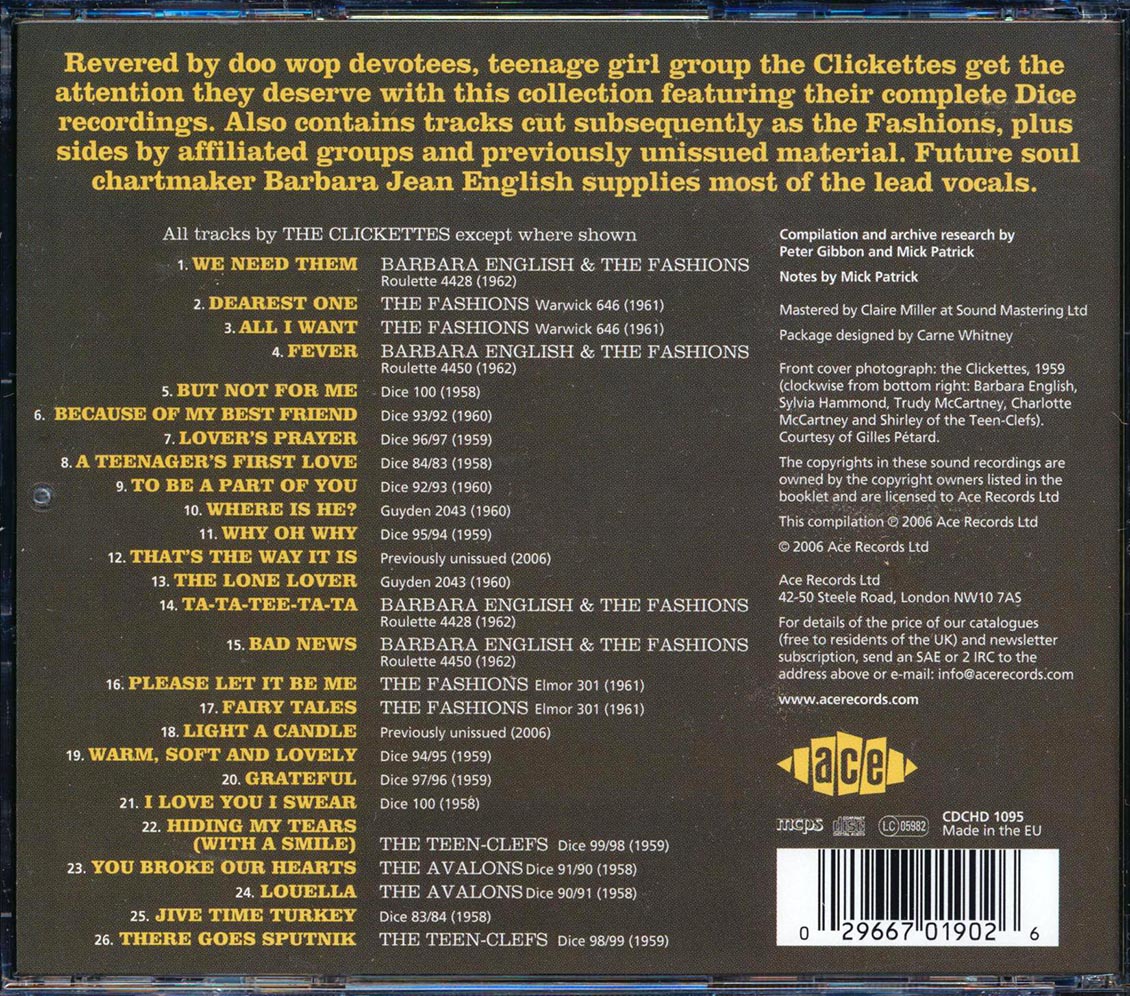 Revered by doo wop devotees, teenage girl group the Clickettes get the
attention they deserve with this collection featuring their complete Dice
recordings. Also contains tracks cut subsequently as the Fashions, plus
sides by affiliated groups and previously unissued material. Future soul
chartmaker Barbara Jean English supplies most of the lead vocals.
All tracks by THE CLICKETTES except where shown
1. WE NEED THEM BARBARA ENGLISH & THE FASHIONS
Roulette 4428 (1962)
2. DEAREST ONE THE FASHIONS Warwick 646 (1961)
3. ALL I WANT THE FASHIONS Warwick 646 (1961)
4. FEVER BARBARA ENGLISH & THE FASHIONS
Roulette 4450 (1962)
5. BUT NOT FOR ME Dice 100 (1958)
6. BECAUSE OF MY BEST FRIEND Dice 93/92 (1960)
7. LOVER'S PRAYER Dice 96/97 (1959)
8. A TEENAGER'S FIRST LOVE Dice 84/83 (1958)
9. TO BE A PART OF YOU Dice 92/93 (1960)
10. WHERE IS HE? Guyden 2043 (1960)
11. WHY OH WHY Dice 95/94 (1959)
12. THAT'S THE WAY IT IS Previously unissued (2006)
13. THE LONE LOVER Guyden 2043 (1960)
14. TA-TA-TEE-TA-TA BARBARA ENGLISH & THE FASHIONS
Roulette 4428 (1962)
15. BAD NEWS BARBARA ENGLISH & THE FASHIONS
Roulette 4450 (1962)
16. PLEASE LET IT BE ME THE FASHIONS Elmor 301 (1961)
17. FAIRY TALES THE FASHIONS Elmor 301 (1961)
18. LIGHT A CANDLE Previously unissued (2006)
19. WARM, SOFT AND LOVELY Dice 94/95 (1959)
20. GRATEFUL Dice 97/96 (1959)
21. I LOVE YOU I SWEAR Dice 100 (1958)
22. HIDING MY TEARS
(WITH A SMILE) THE TEEN-CLEFS Dice 99/98 (1959)
23. YOU BROKE OUR HEARTS THE AVALONS Dice 91/90 (1958)
24. LOUELLA THE AVALONS Dice 90/91 (1958)
25. JIVE TIME TURKEY Dice 83/84 (1958)
26. THERE GOES SPUTNIK THE TEEN-CLEFS Dice 98/99 (1959)
Compilation and archive research by
Peter Gibbon and Mick Patrick
Notes by Mick Patrick
Mastered by Claire Miller at Sound Mastering Ltd
Package designed by Carne Whitney
Front cover photograph: the Clickettes, 1959
(clockwise from bottom right: Barbara English,
Sylvia Hammond, Trudy McCartney, Charlotte
McCartney and Shirley of the Teen-Clefs).
Courtesy of Gilles Pétard.
The copyrights in these sound recordings are
owned by the copyright owners listed in the
booklet and are licensed to Ace Records Ltd
This compilation ℗ 2006 Ace Records Ltd
© 2006 Ace Records Ltd
Ace Records Ltd
42-50 Steele Road, London NW10 7AS
For details of the price of our catalogues
(free to residents of the UK) and newsletter
subscription, send an SAE or 2 IRC to the
address above or e-mail: info@acerecords.com
www.acerecords.com
ace
mcps COMPACT disc DIGITAL AUDIO LC 05982 CDCHD 1095
Made in the EU
0 29667 01902 6